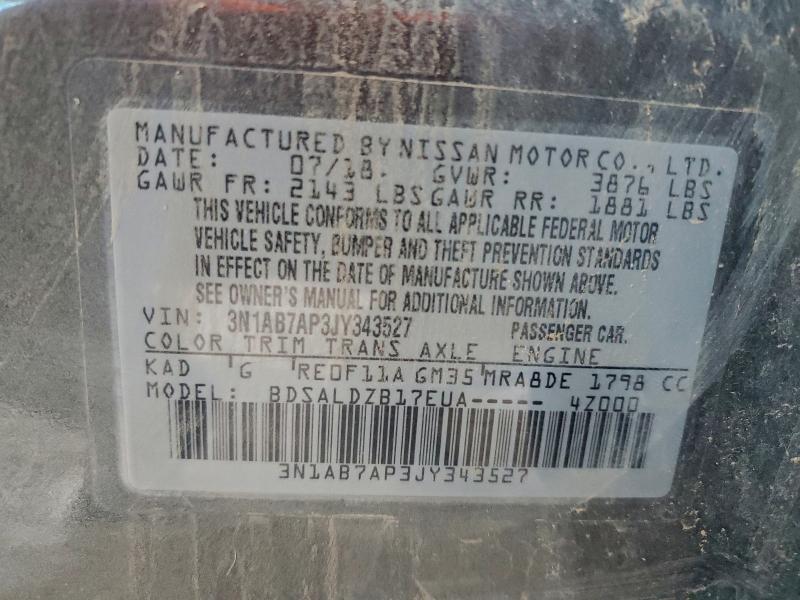 MANUFACTURED BY NISSAN MOTOR CO., LTD.
DATE: 07/18. GVWR: 3876 LBS
GAWR FR: 2143 LBS GAWR RR: 1881 LBS
THIS VEHICLE CONFORMS TO ALL APPLICABLE FEDERAL MOTOR
VEHICLE SAFETY, BUMPER AND THEFT PREVENTION STANDARDS
IN EFFECT ON THE DATE OF MANUFACTURE SHOWN ABOVE.
SEE OWNER'S MANUAL FOR ADDITIONAL INFORMATION.
VIN: 3N1AB7AP3JY343527 PASSENGER CAR.
COLOR TRIM TRANS AXLE ENGINE
KAD G RE0F11A GM35 MRA8DE 1798 CC
MODEL: BDSALDZB17EUA----- 4Z000
3N1AB7AP3JY343527